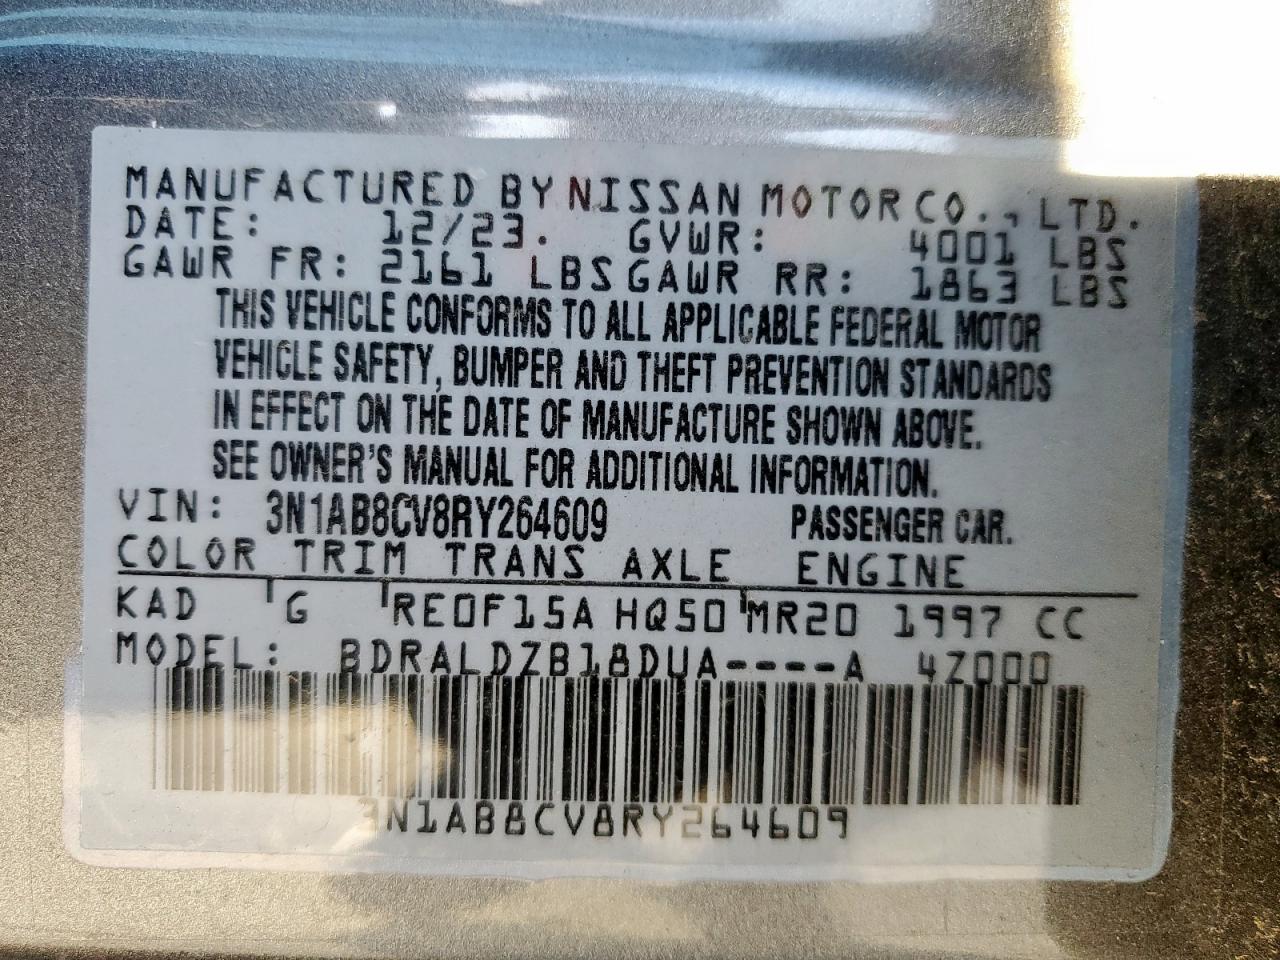 MANUFACTURED BY NISSAN MOTOR CO., LTD.
DATE: 12/23. GVWR: 4001 LBS
GAWR FR: 2161 LBS GAWR RR: 1863 LBS
THIS VEHICLE CONFORMS TO ALL APPLICABLE FEDERAL MOTOR
VEHICLE SAFETY, BUMPER AND THEFT PREVENTION STANDARDS
IN EFFECT ON THE DATE OF MANUFACTURE SHOWN ABOVE.
SEE OWNER'S MANUAL FOR ADDITIONAL INFORMATION.
VIN: 3N1AB8CV8RY264609 PASSENGER CAR.
COLOR TRIM TRANS AXLE ENGINE
KAD G RE0F15A HQ50 MR20 1997 CC
MODEL: BDRALDZB18DUA----A 4Z000
3N1AB8CV8RY264609